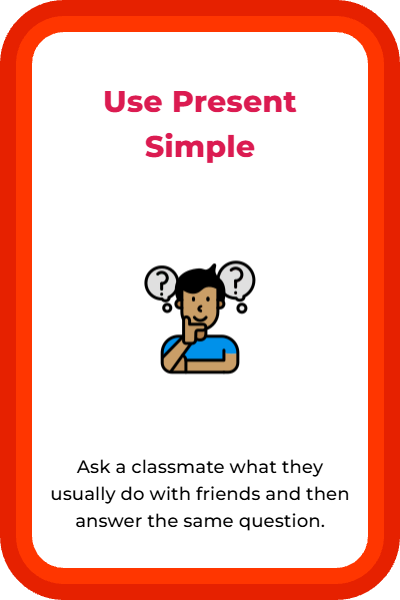 Use Present
Simple
?
?
Ask a classmate what they
usually do with friends and then
answer the same question.